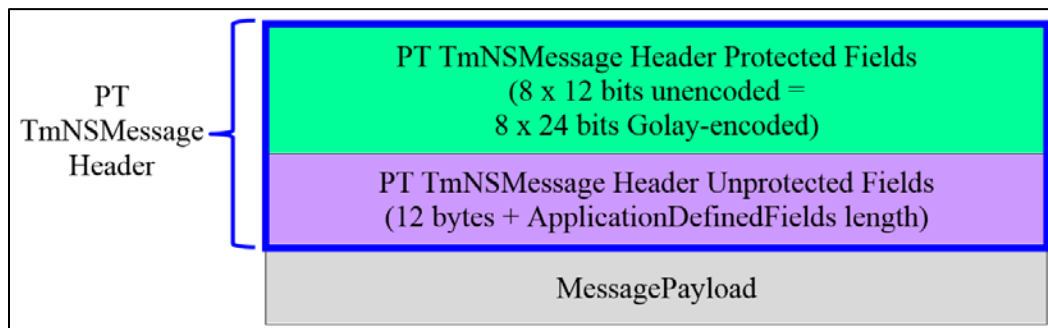 PT
TmNSMessage
Header
PT TmNSMessage Header Protected Fields
(8 x 12 bits unencoded =
8 x 24 bits Golay-encoded)
PT TmNSMessage Header Unprotected Fields
(12 bytes + ApplicationDefinedFields length)
MessagePayload